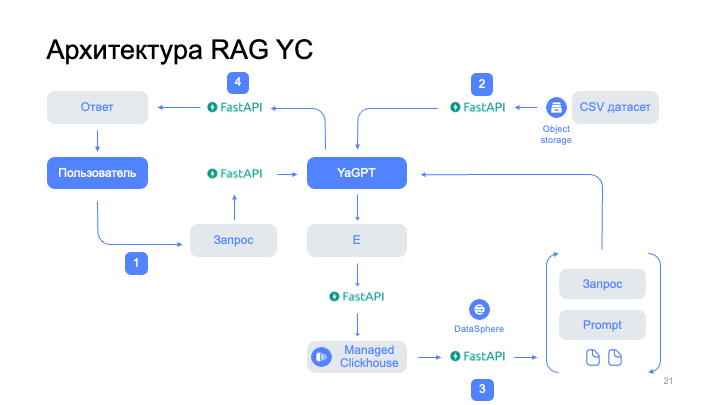 Архитектура RAG YC
4
2
Ответ
FastAPI
FastAPI
CSV датасет
Object
storage
Пользователь
FastAPI
YaGPT
Запрос
E
1
Запрос
FastAPI
DataSphere
Prompt
Managed
Clickhouse
FastAPI
3
21